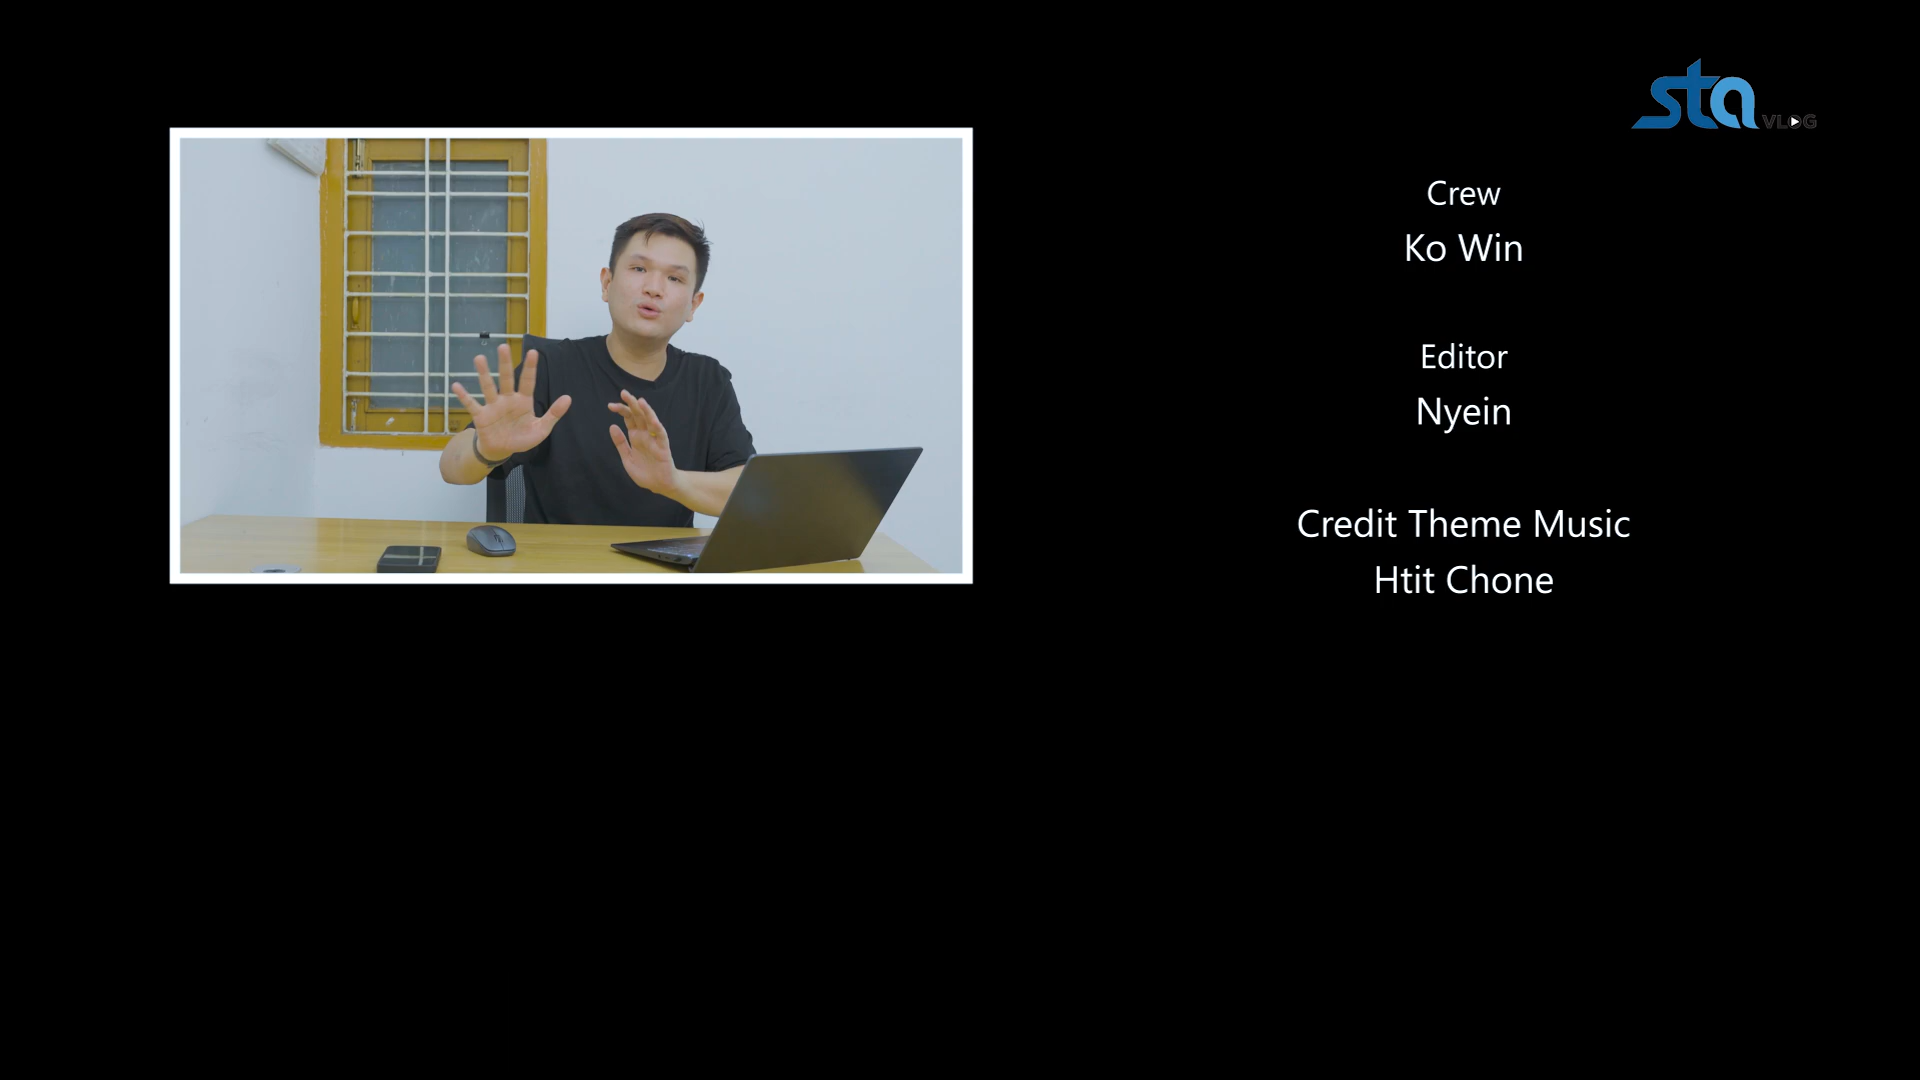 sta VLOG
Crew
Ko Win
Editor
Nyein
Credit Theme Music
Htit Chone